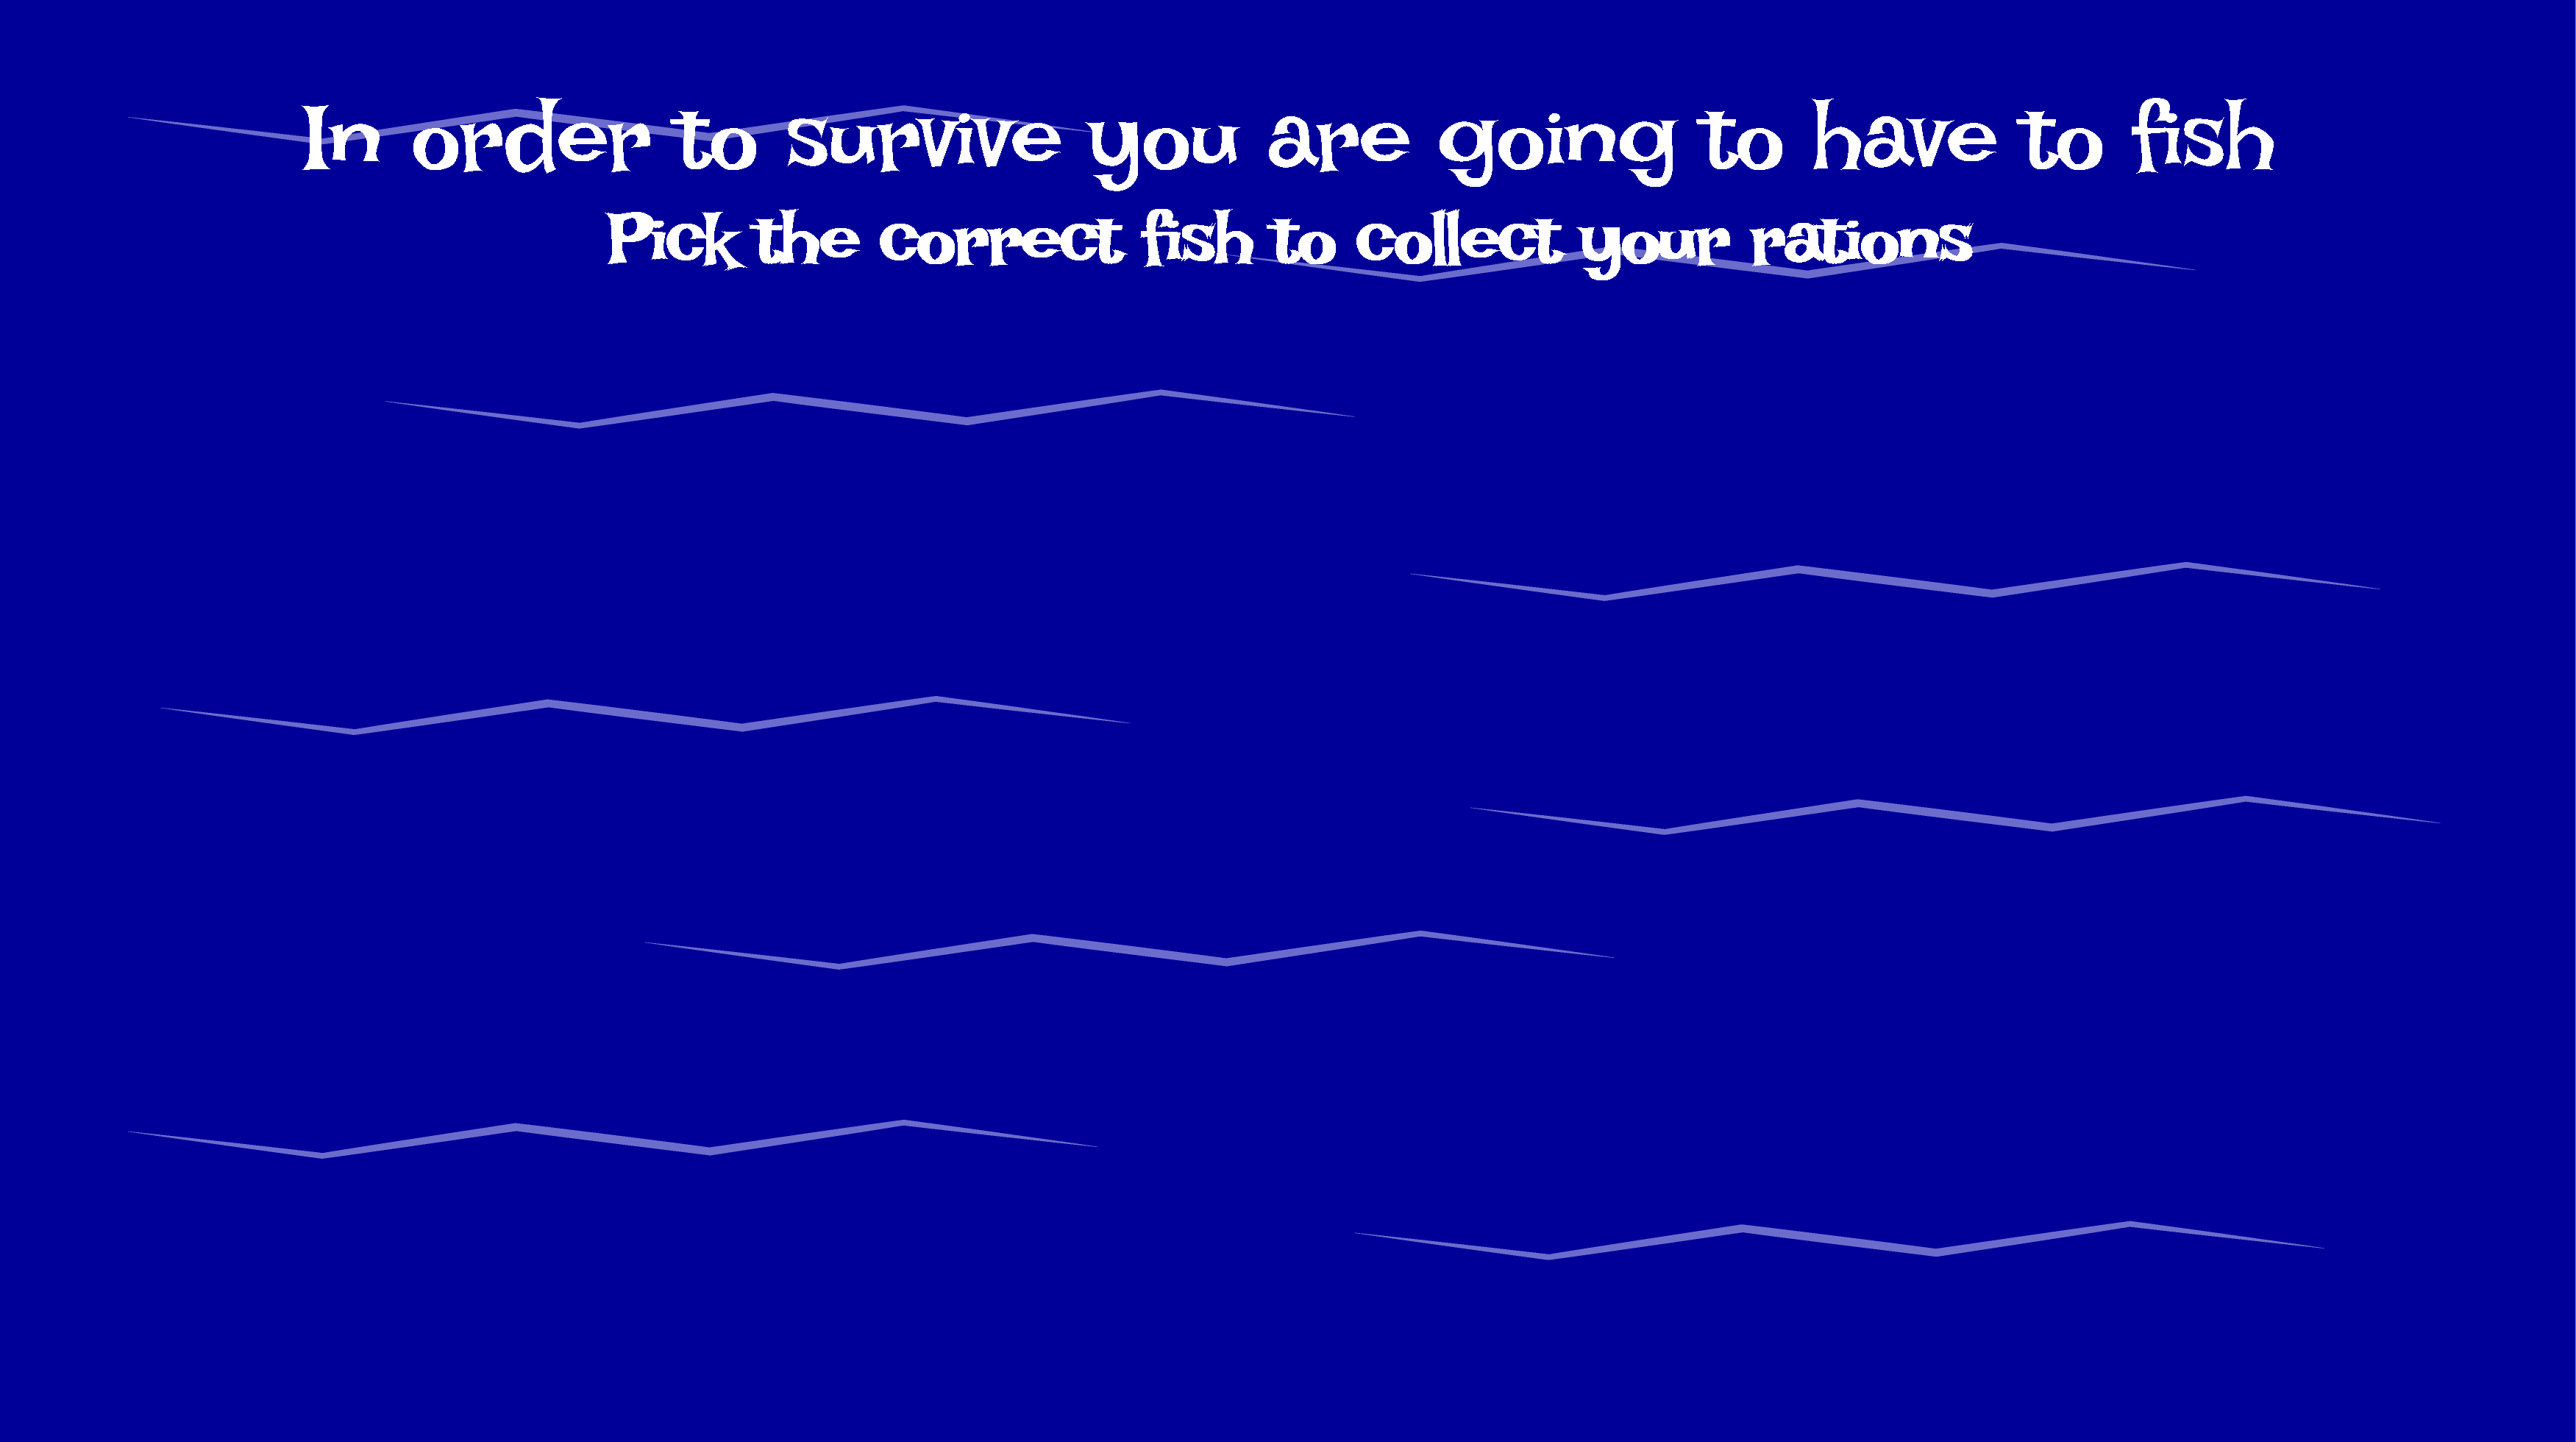 In order to survive you are going to have to fish
Pick the correct fish to collect your rations